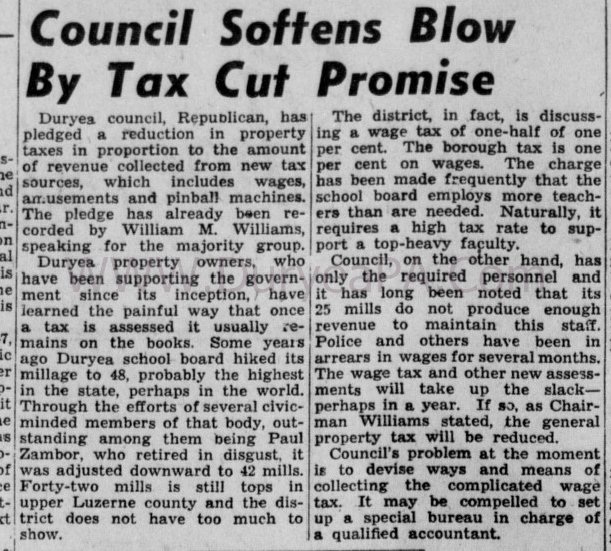 Council Softens Blow
By Tax Cut Promise
Duryea council, Republican, has
pledged a reduction in property
taxes in proportion to the amount
of revenue collected from new tax
sources, which includes wages,
amusements and pinball machines.
The pledge has already been re-
corded by William M. Williams,
speaking for the majority group.
Duryea property owners, who
have been supporting the govern-
ment since its inception, have
learned the painful way that once
a tax is assessed it usually re-
mains on the books. Some years
ago Duryea school board hiked its
millage to 48, probably the highest
in the state, perhaps in the world.
Through the efforts of several civic-
minded members of that body, out-
standing among them being Paul
Zambor, who retired in disgust, it
was adjusted downward to 42 mills.
Forty-two mills is still tops in
upper Luzerne county and the dis-
trict does not have too much to
show.
The district, in fact, is discuss-
ing a wage tax of one-half of one
per cent. The borough tax is one
per cent on wages. The charge
has been made frequently that the
school board employs more teach-
ers than are needed. Naturally, it
requires a high tax rate to sup-
port a top-heavy faculty.
Council, on the other hand, has
only the required personnel and
it has long been noted that its
25 mills do not produce enough
revenue to maintain this staff.
Police and others have been in
arrears in wages for several months.
The wage tax and other new assess-
ments will take up the slack—
perhaps in a year. If so, as Chair-
man Williams stated, the general
property tax will be reduced.
Council's problem at the moment
is to devise ways and means of
collecting the complicated wage
tax. It may be compelled to set
up a special bureau in charge of
a qualified accountant.